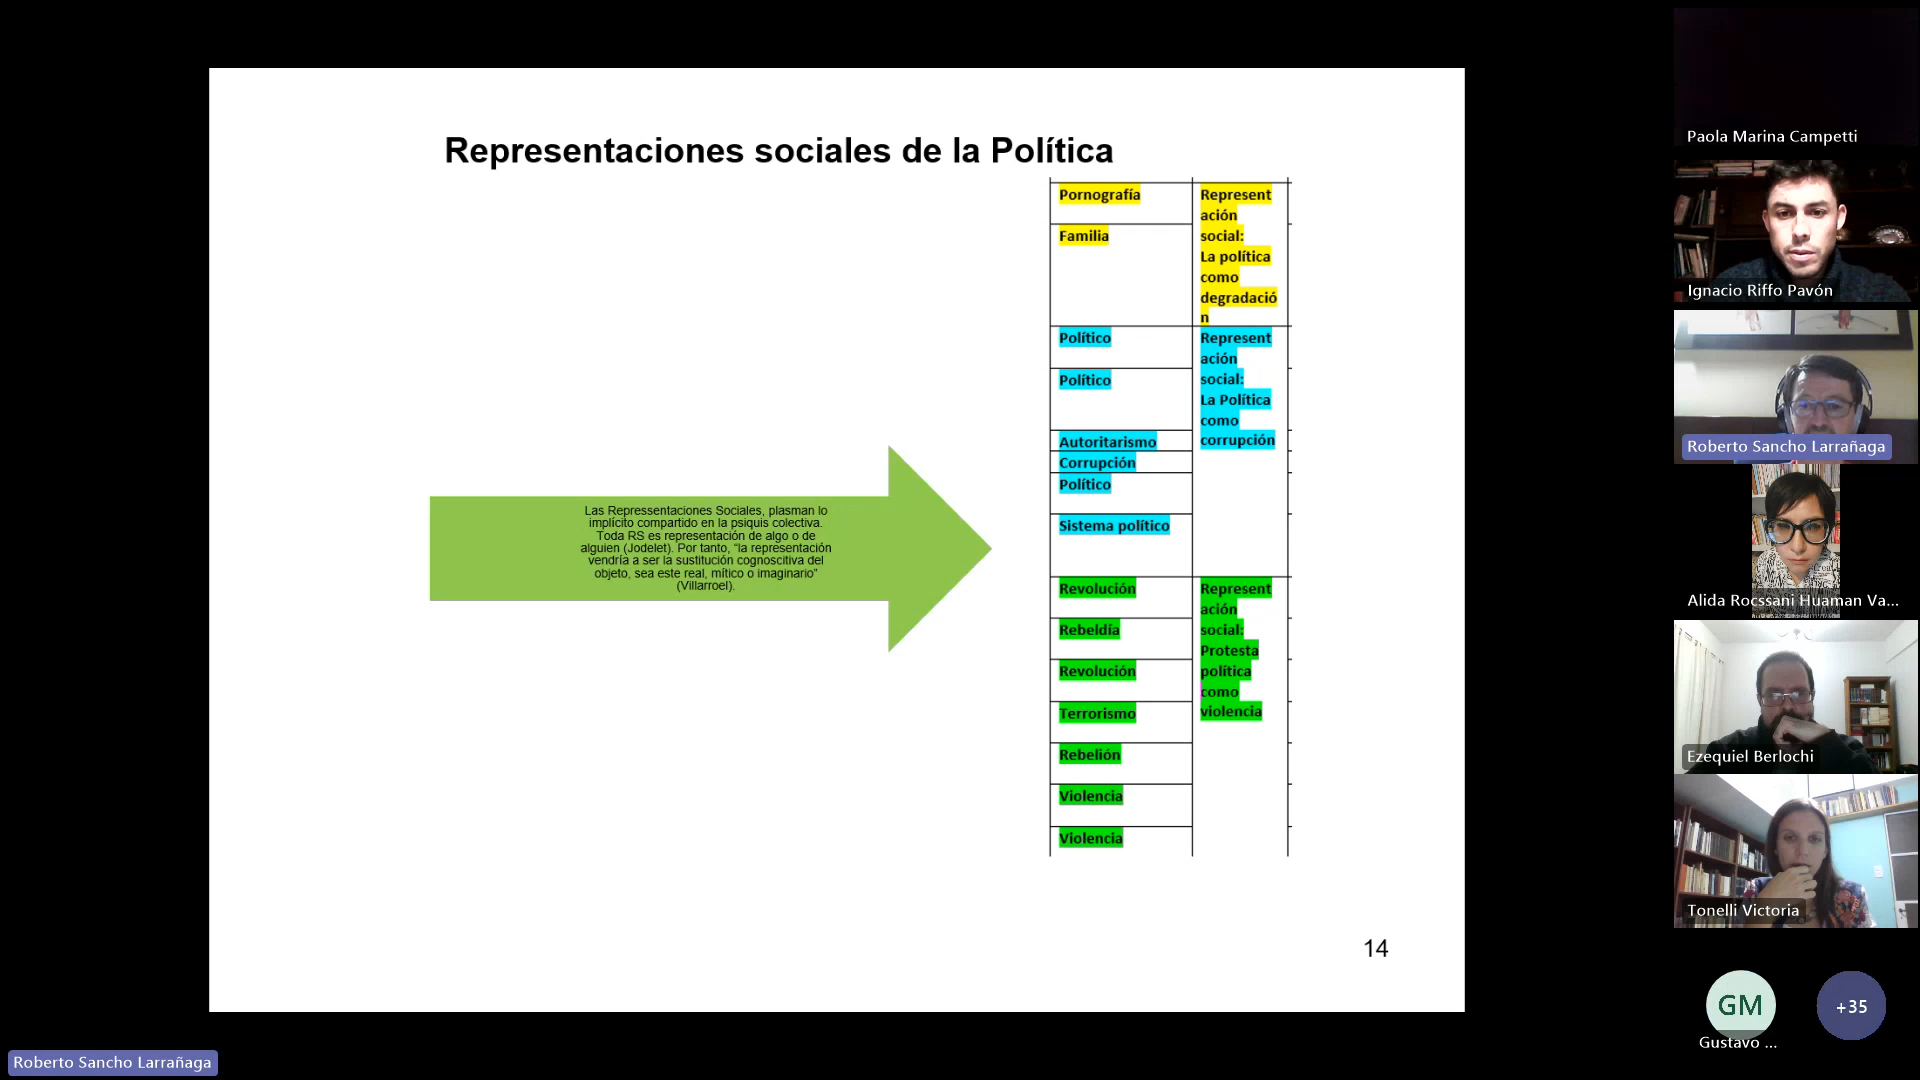 Representaciones sociales de la Política
Las Repressentaciones Sociales, plasman lo
implícito compartido en la psiquis colectiva.
Toda RS es representación de algo o de
alguien (Jodelet). Por tanto, “la representación
vendría a ser la sustitución cognoscitiva del
objeto, sea este real, mítico o imaginario”
(Villarroel).
Pornografía
Familia
Represent
ación
social:
La política
como
degradació
n
Político
Político
Autoritarismo
Corrupción
Político
Sistema político
Represent
ación
social:
La Política
como
corrupción
Revolución
Rebeldía
Revolución
Terrorismo
Rebelión
Violencia
Violencia
Represent
ación
social:
Protesta
política
como
violencia
14
Paola Marina Campetti
Ignacio Riffo Pavón
Roberto Sancho Larrañaga
Alida Rocssani Huaman Va...
Ezequiel Berlochi
Tonelli Victoria
GM
Gustavo ...
+35
Roberto Sancho Larrañaga